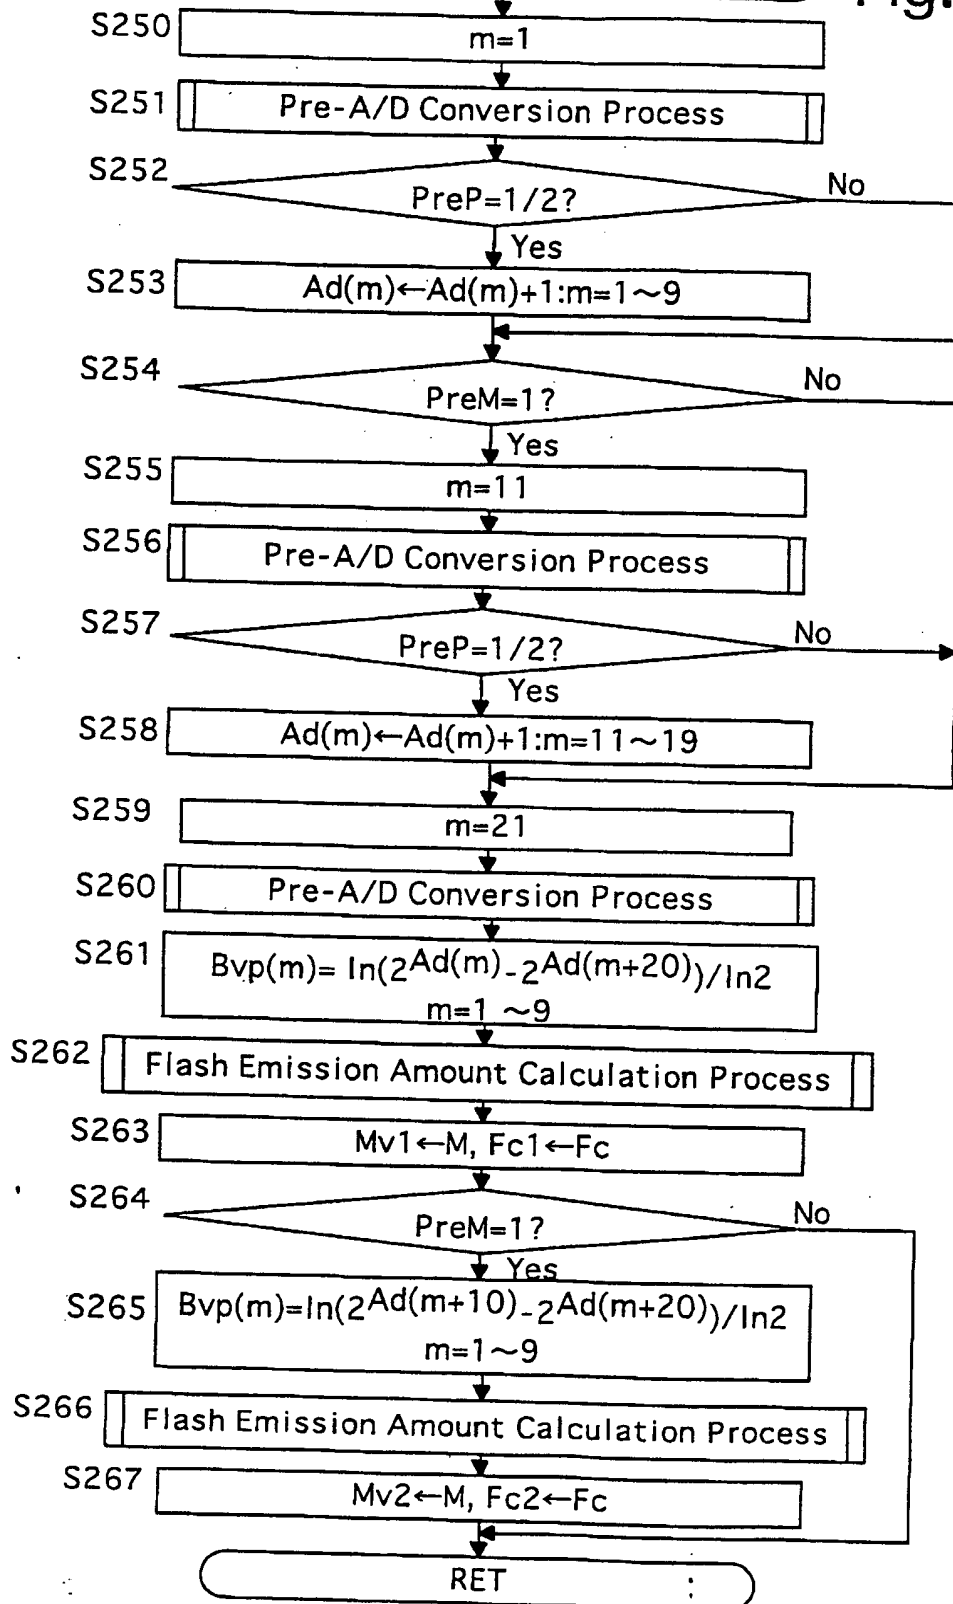 Fig.
S250
m=1
S251
Pre-A/D Conversion Process
S252
PreP=1/2?
No
Yes
S253
Ad(m)←Ad(m)+1:m=1~9
S254
PreM=1?
No
Yes
S255
m=11
S256
Pre-A/D Conversion Process
S257
PreP=1/2?
No
Yes
S258
Ad(m)←Ad(m)+1:m=11~19
S259
m=21
S260
Pre-A/D Conversion Process
S261
Bvp(m)= ln(2^Ad(m)-2^Ad(m+20))/ln2
m=1 ~9
S262
Flash Emission Amount Calculation Process
S263
Mv1←M, Fc1←Fc
S264
PreM=1?
No
Yes
S265
Bvp(m)=ln(2^Ad(m+10)-2^Ad(m+20))/ln2
m=1~9
S266
Flash Emission Amount Calculation Process
S267
Mv2←M, Fc2←Fc
RET